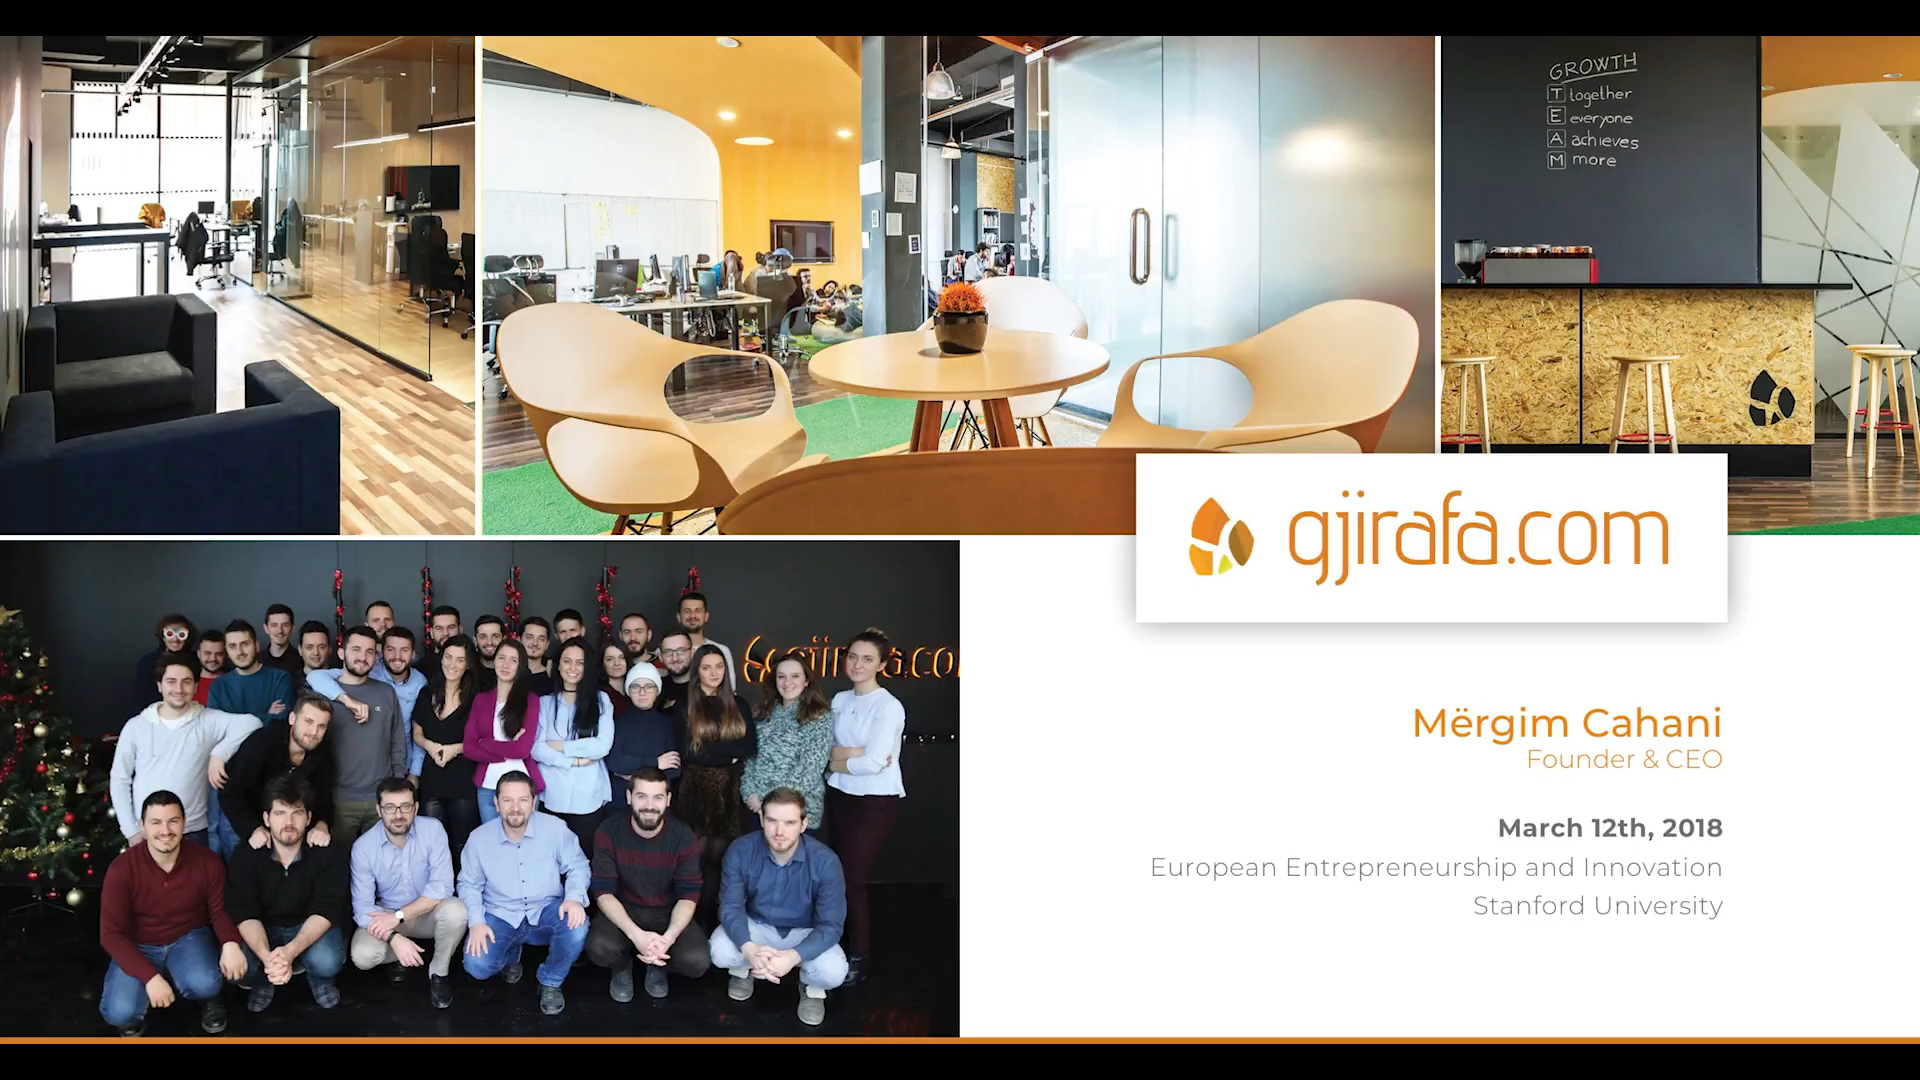 GROWTH
T together
E everyone
A achieves
M more
gjirafa.com
Mërgim Cahani
Founder & CEO
March 12th, 2018
European Entrepreneurship and Innovation
Stanford University